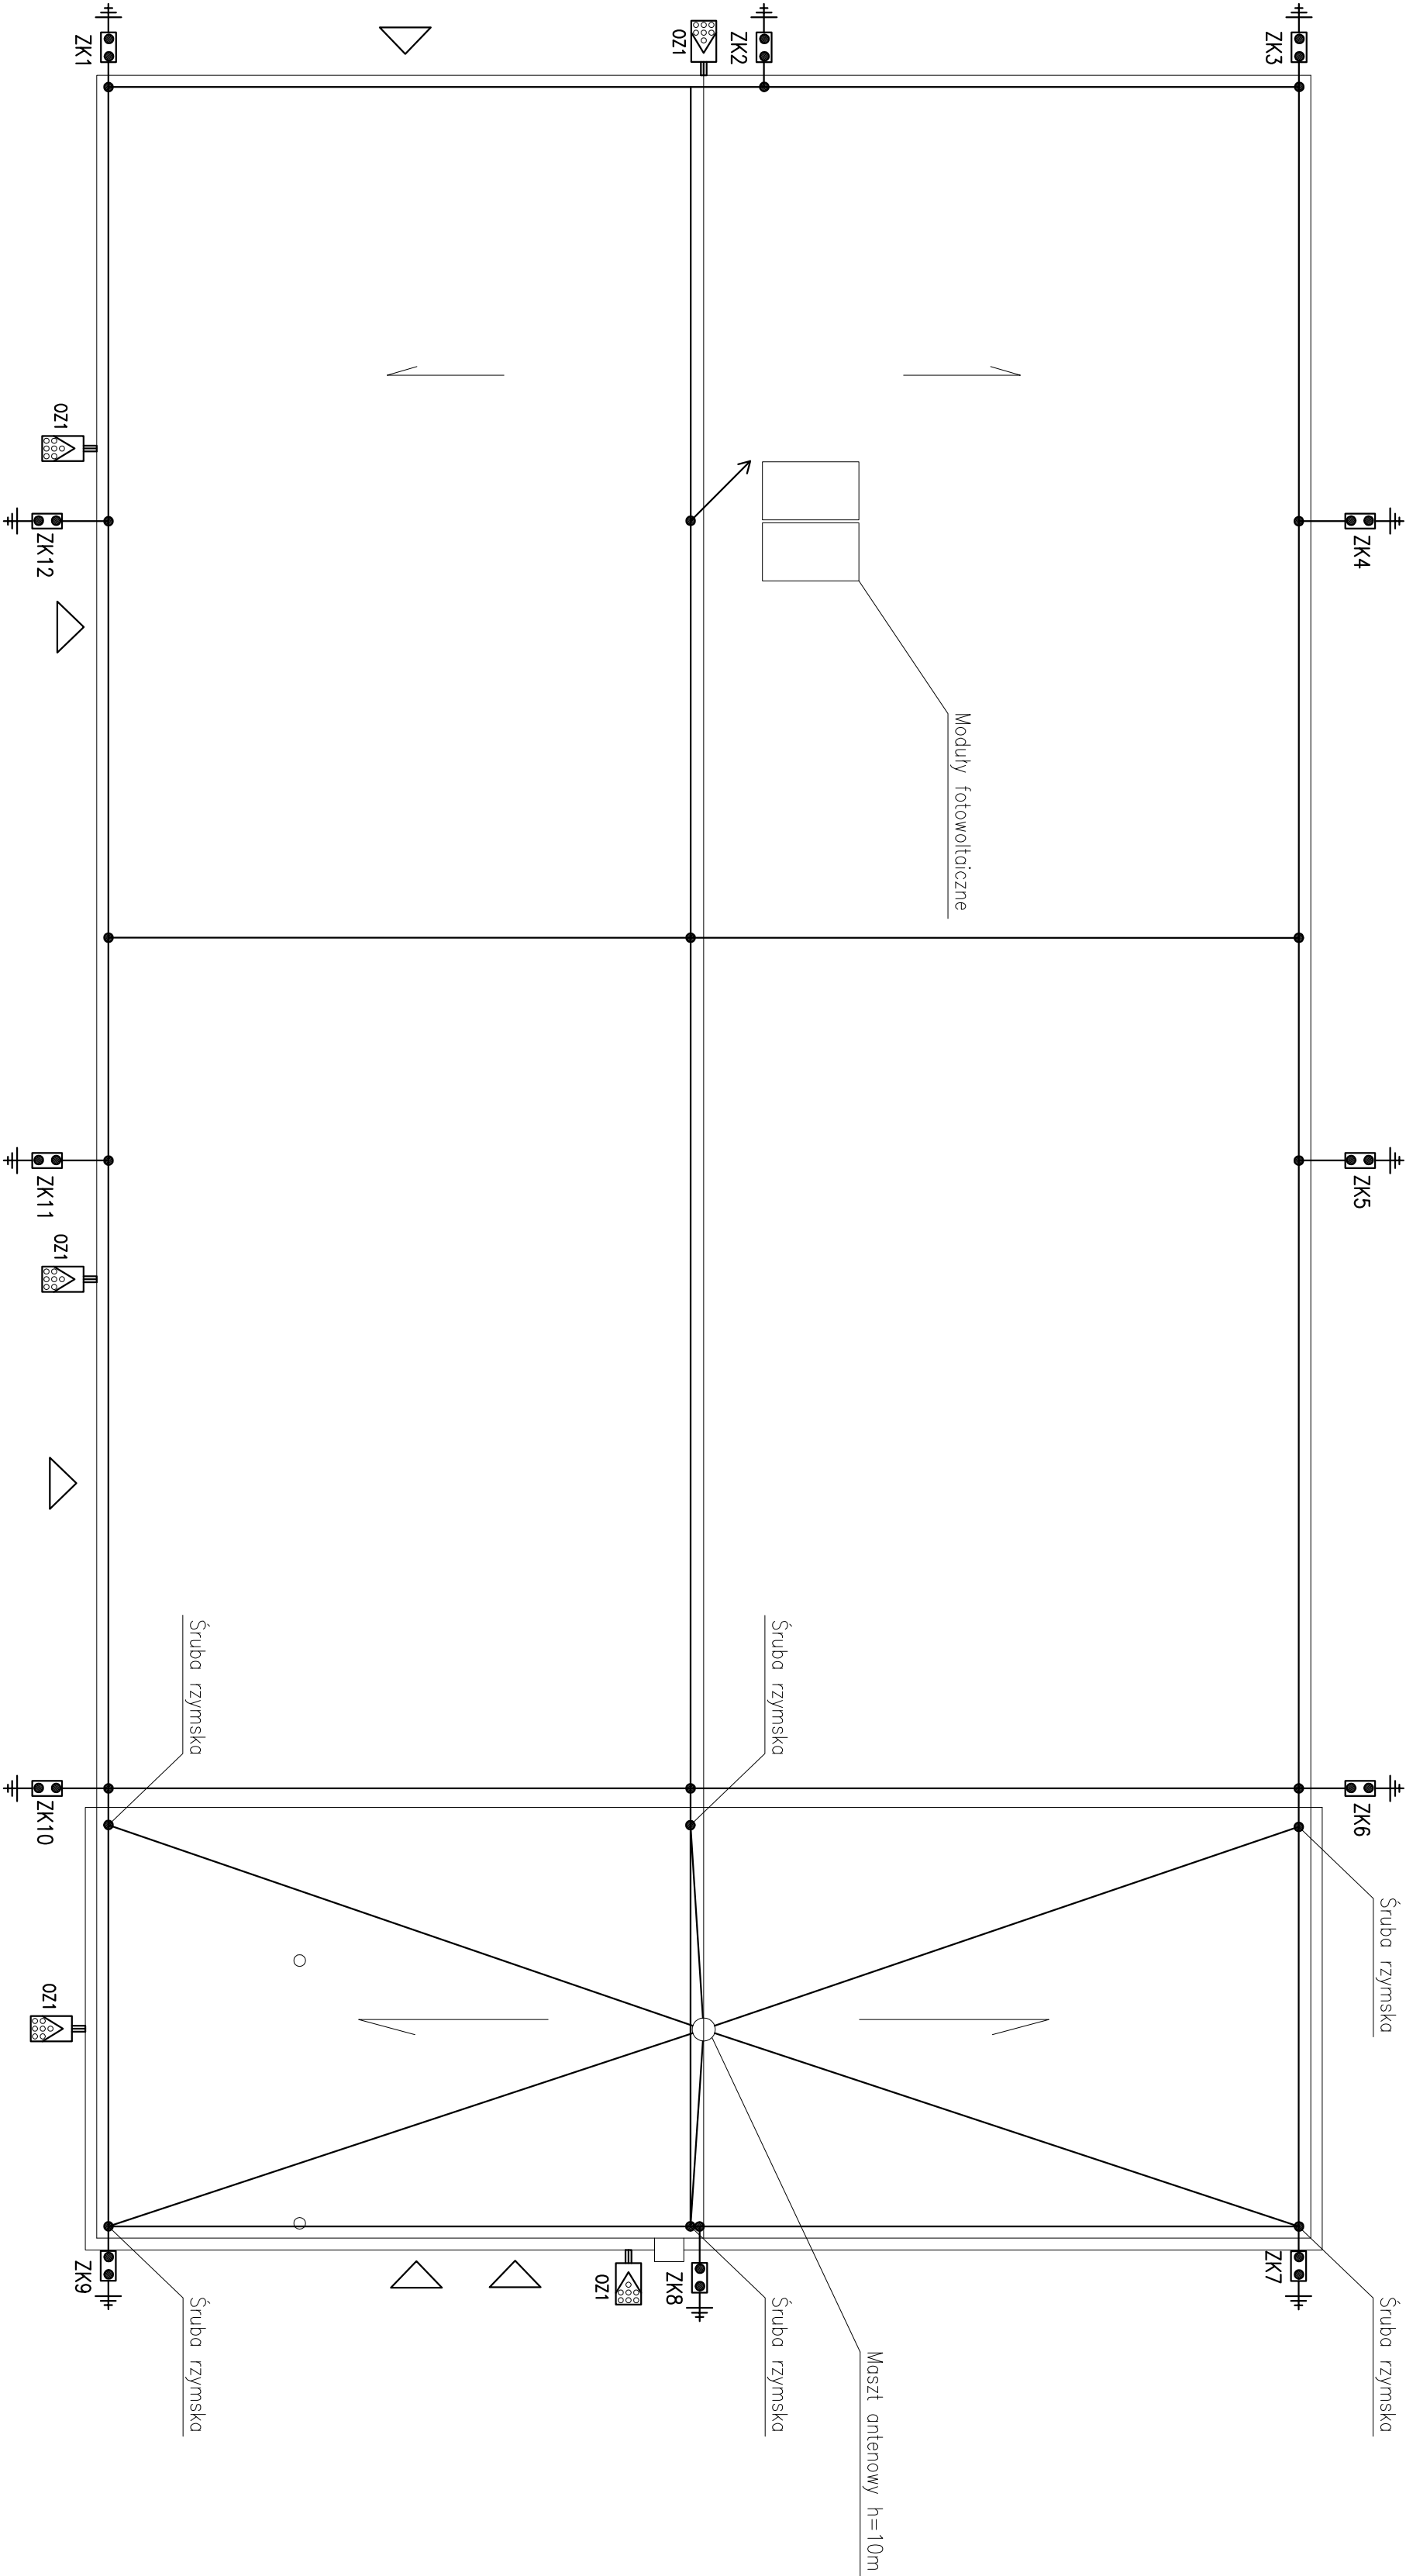 Śruba rzymska
Śruba rzymska
ZK4
ZK5
ZK6
ZK3
ZK7
Moduły fotowoltaiczne
Maszt antenowy h=10m
Śruba rzymska
Śruba rzymska
ZK2
OZ1
ZK8
OZ1
Śruba rzymska
Śruba rzymska
ZK1
ZK9
OZ1
OZ1
OZ1
ZK12
ZK11
ZK10